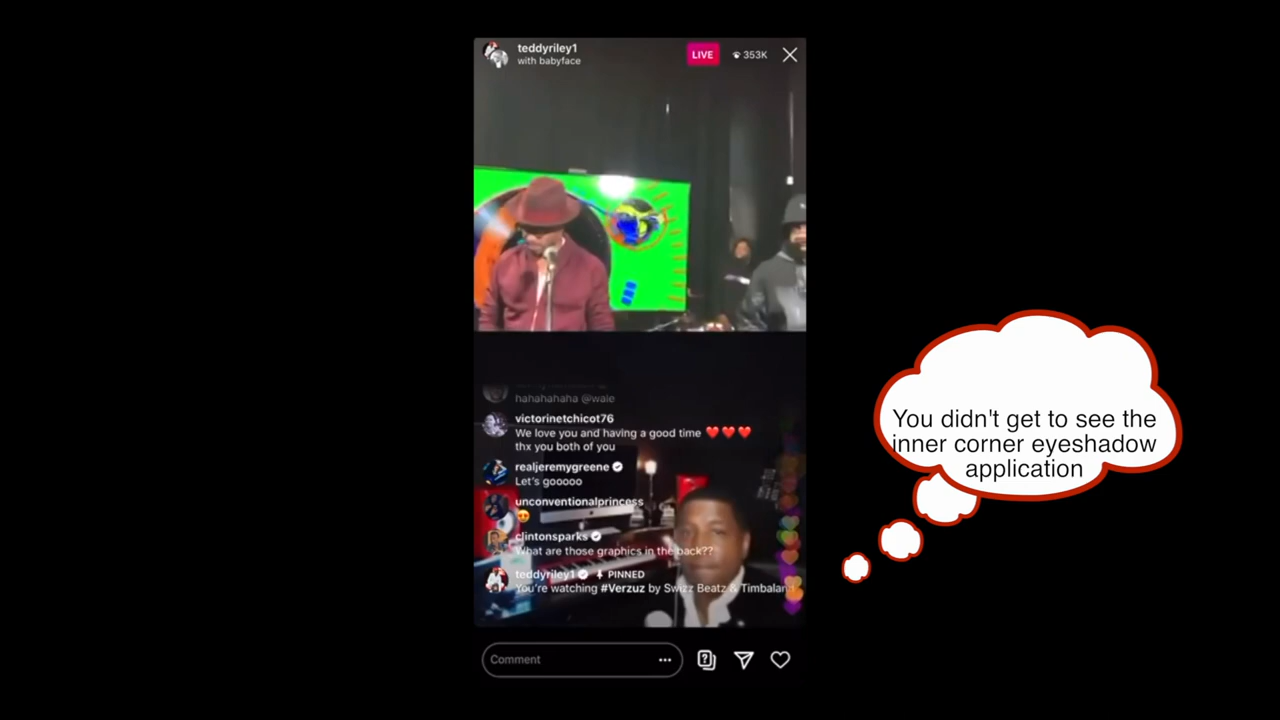 teddyriley1
with babyface
LIVE
353K
hahahahaha @wale
victorinetchicot76
We love you and having a good time ❤️❤️❤️
thx you both of you
realjeremygreene
Let's gooooo
unconventionalprincess
😍
clintonsparks
What are those graphics in the back??
teddyriley1 PINNED
You're watching #Verzuz by Swizz Beatz & Timbaland
Comment
You didn't get to see the
inner corner eyeshadow
application